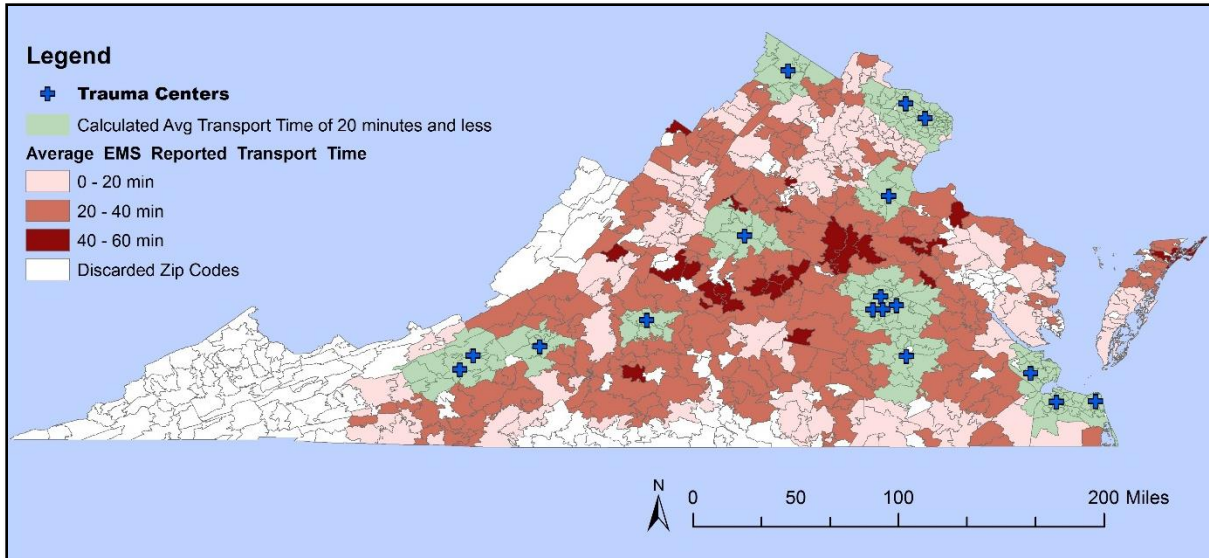 Legend
Trauma Centers
Calculated Avg Transport Time of 20 minutes and less
Average EMS Reported Transport Time
0 - 20 min
20 - 40 min
40 - 60 min
Discarded Zip Codes
N
0 50 100 200 Miles